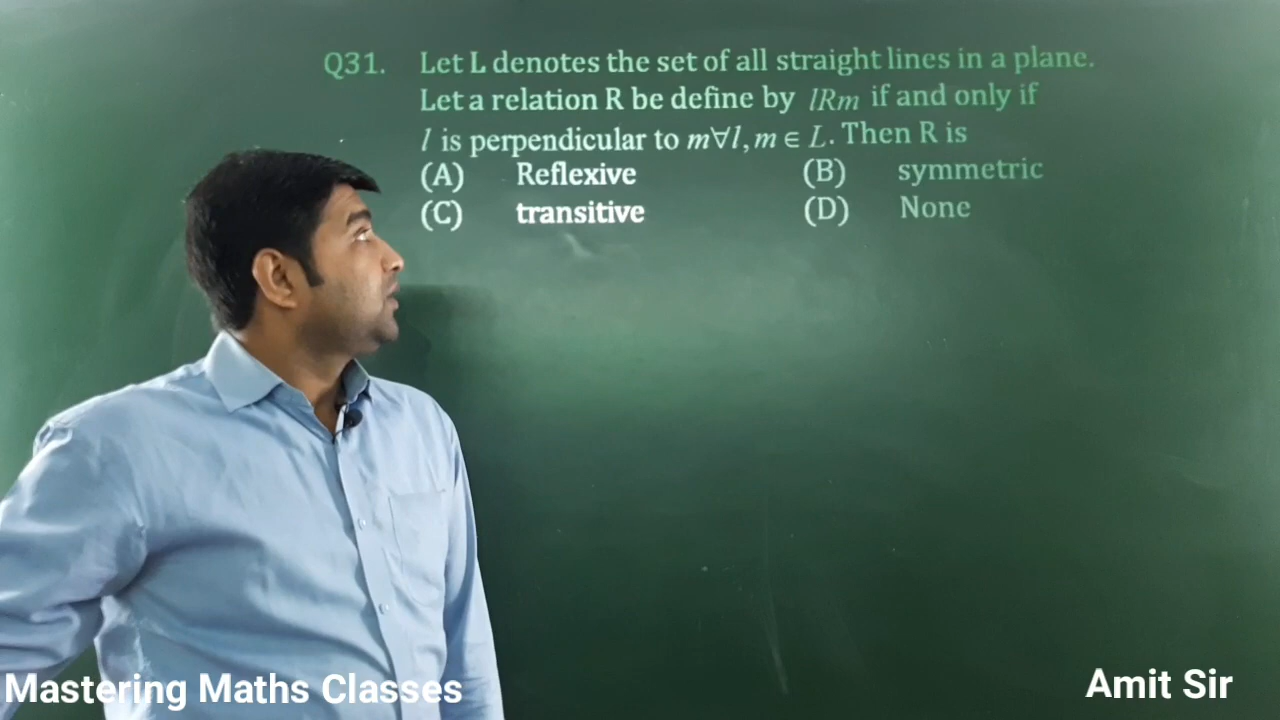 Q31. Let L denotes the set of all straight lines in a plane.
Let a relation R be define by lRm if and only if
l is perpendicular to m∀l, m ∈ L. Then R is
(A) Reflexive (B) symmetric
(C) transitive (D) None
Mastering Maths Classes
Amit Sir